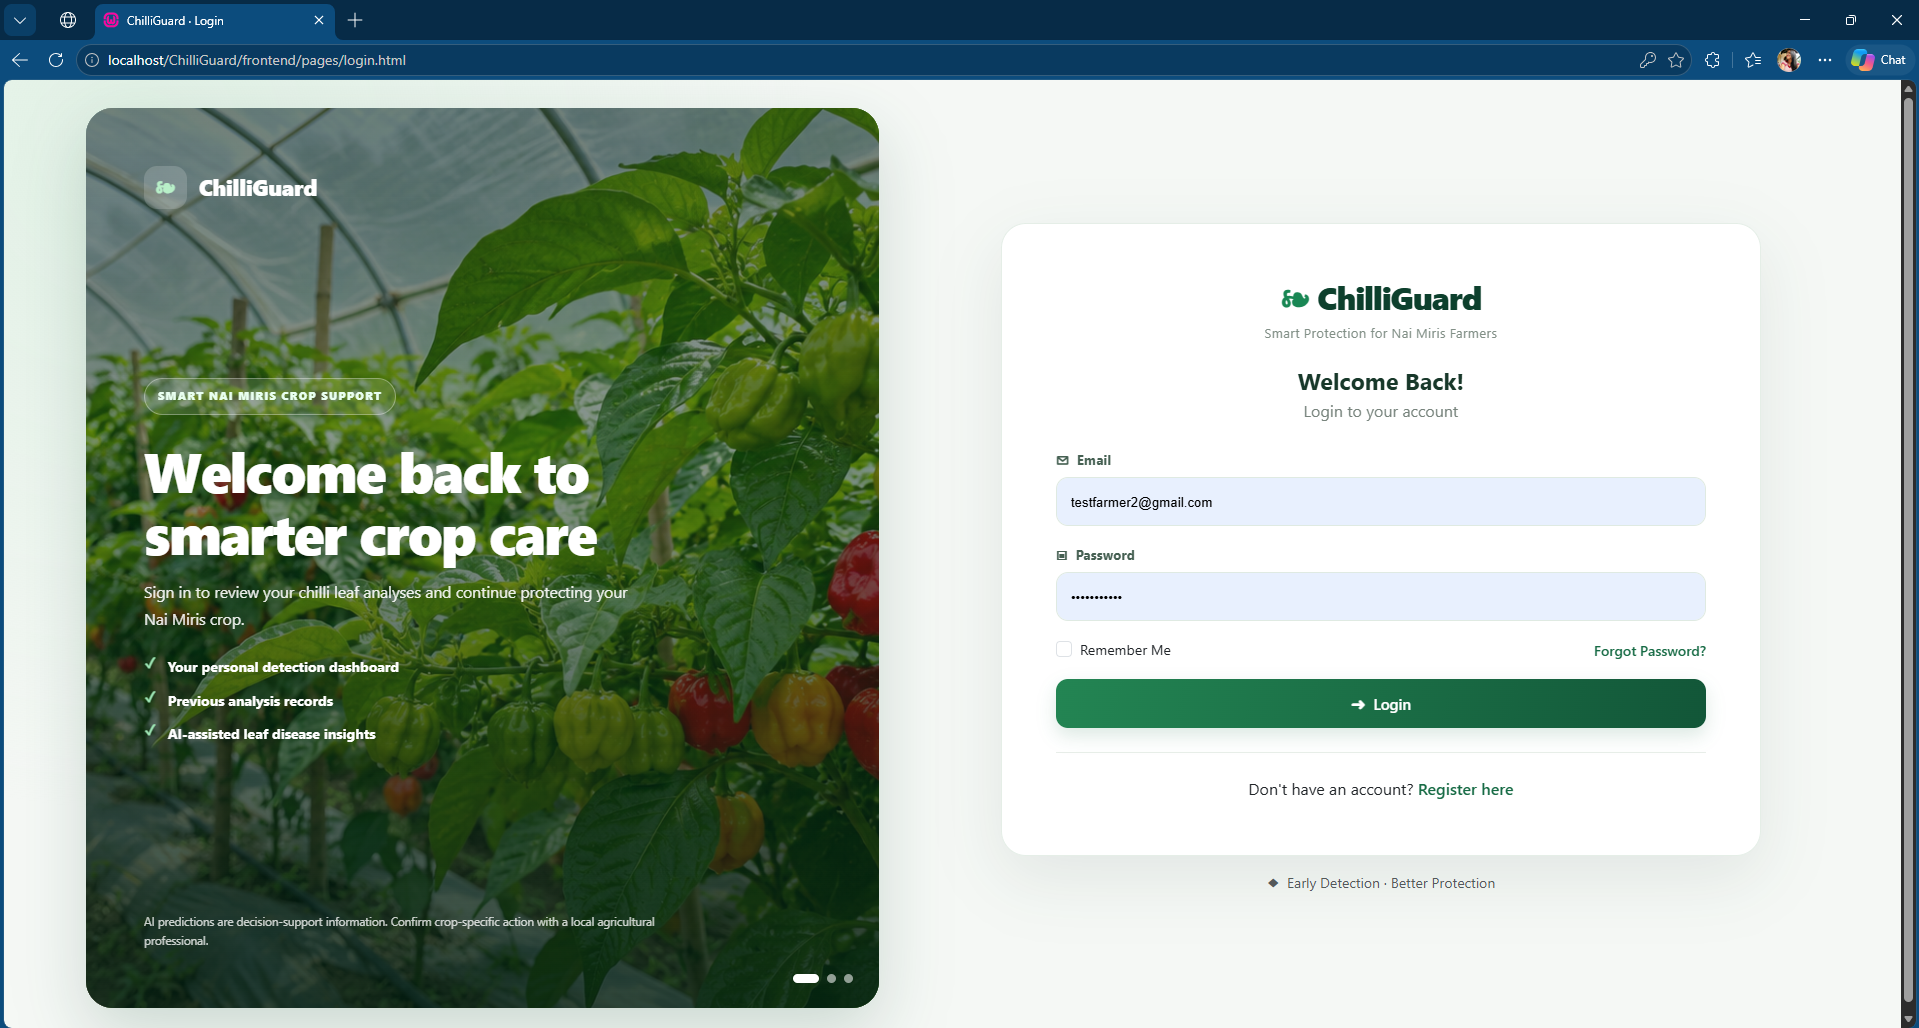 ChilliGuard · Login
localhost/ChilliGuard/frontend/pages/login.html
Chat
ChilliGuard
SMART NAI MIRIS CROP SUPPORT
Welcome back to
smarter crop care
Sign in to review your chilli leaf analyses and continue protecting your
Nai Miris crop.
✓ Your personal detection dashboard
✓ Previous analysis records
✓ AI-assisted leaf disease insights
AI predictions are decision-support information. Confirm crop-specific action with a local agricultural
professional.
ChilliGuard
Smart Protection for Nai Miris Farmers
Welcome Back!
Login to your account
Email
testfarmer2@gmail.com
Password
•••••••••••
Remember Me
Forgot Password?
➜ Login
Don't have an account? Register here
◆ Early Detection · Better Protection